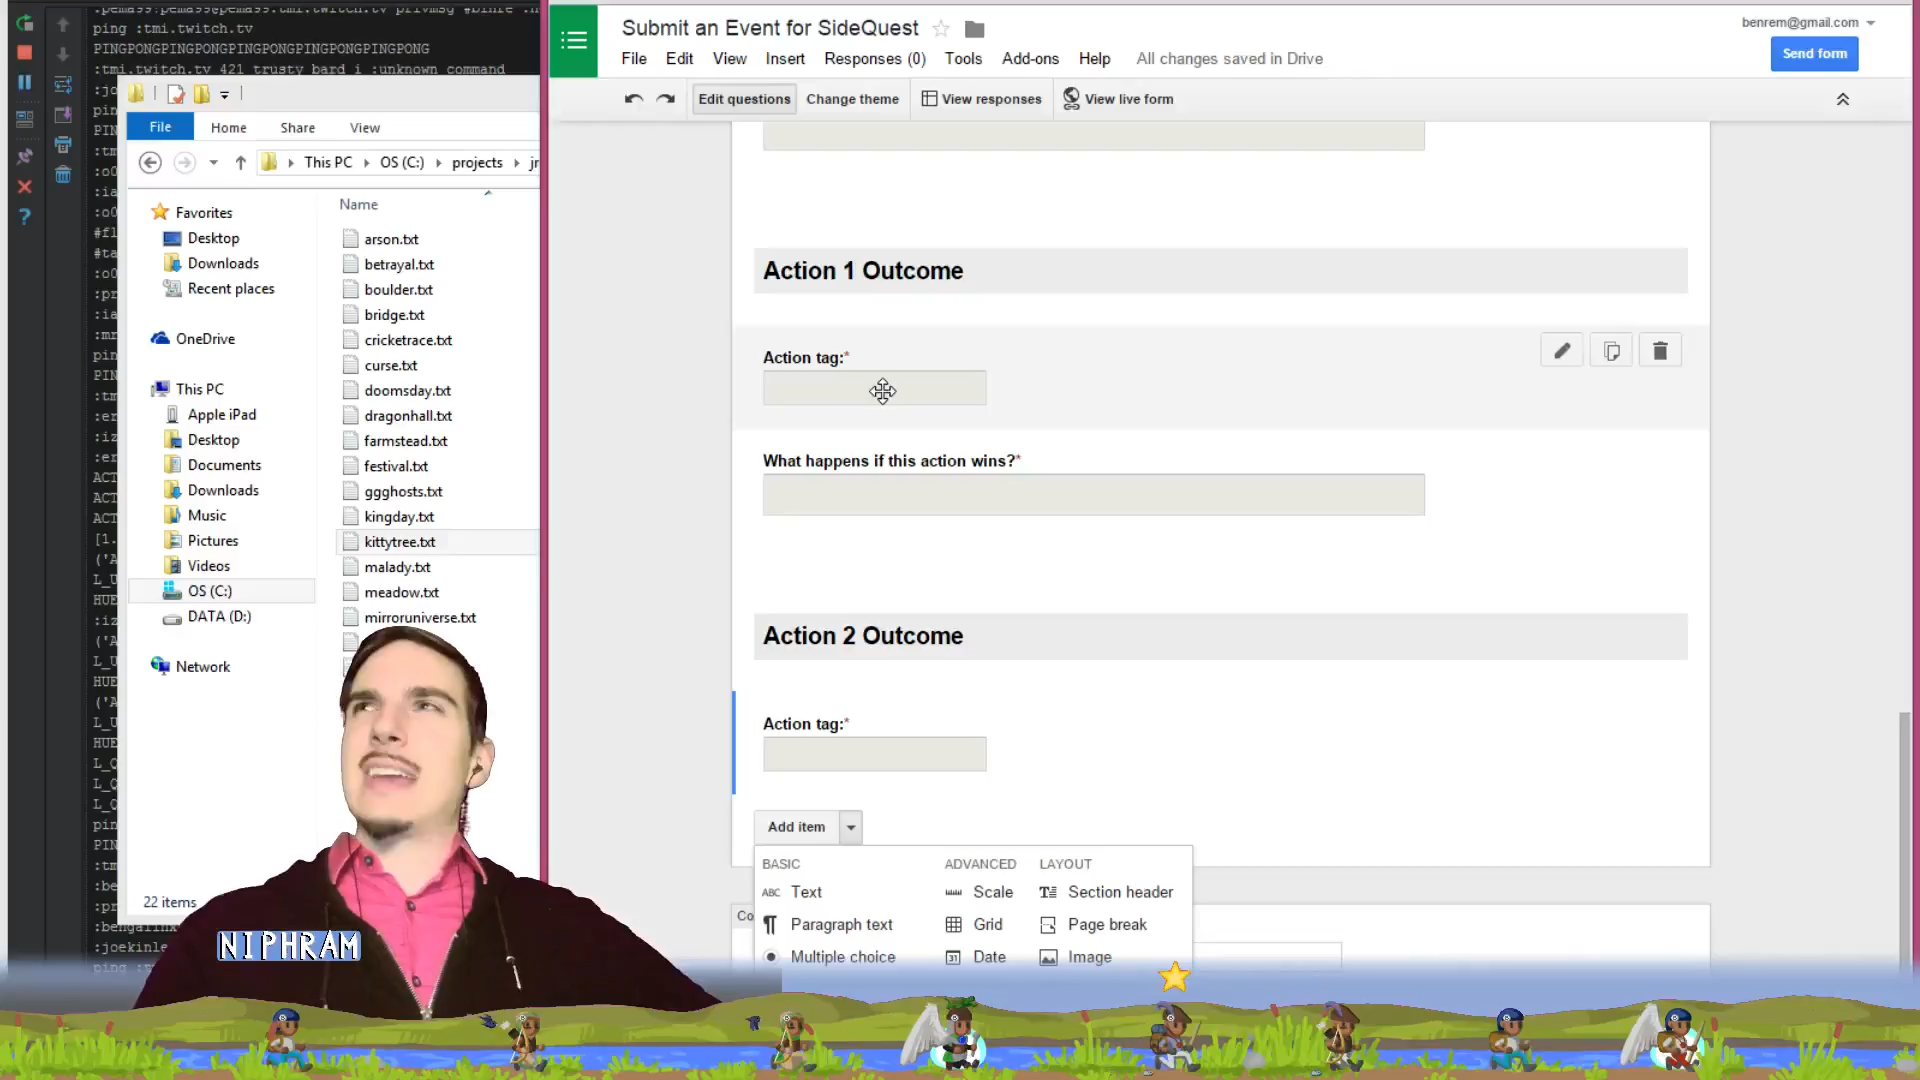 ping :tmi.twitch.tv
PINGPONGPINGPONGPINGPONGPINGPONGPINGPONG
:tmi.twitch.tv 421 trusty_bard i :unknown command
File
Home
Share
View
This PC
OS (C:)
projects
Name
Favorites
Desktop
Downloads
Recent places
OneDrive
This PC
Apple iPad
Desktop
Documents
Downloads
Music
Pictures
Videos
OS (C:)
DATA (D:)
Network
arson.txt
betrayal.txt
boulder.txt
bridge.txt
cricketrace.txt
curse.txt
doomsday.txt
dragonhall.txt
farmstead.txt
festival.txt
ggghosts.txt
kingday.txt
kittytree.txt
malady.txt
meadow.txt
mirroruniverse.txt
22 items
NIPHRAM
Submit an Event for SideQuest
benrem@gmail.com
File
Edit
View
Insert
Responses (0)
Tools
Add-ons
Help
All changes saved in Drive
Send form
Edit questions
Change theme
View responses
View live form
Action 1 Outcome
Action tag:*
What happens if this action wins?*
Action 2 Outcome
Action tag:*
Add item
BASIC
ADVANCED
LAYOUT
ABC
Text
Scale
Section header
Paragraph text
Grid
Page break
Multiple choice
31
Date
Image